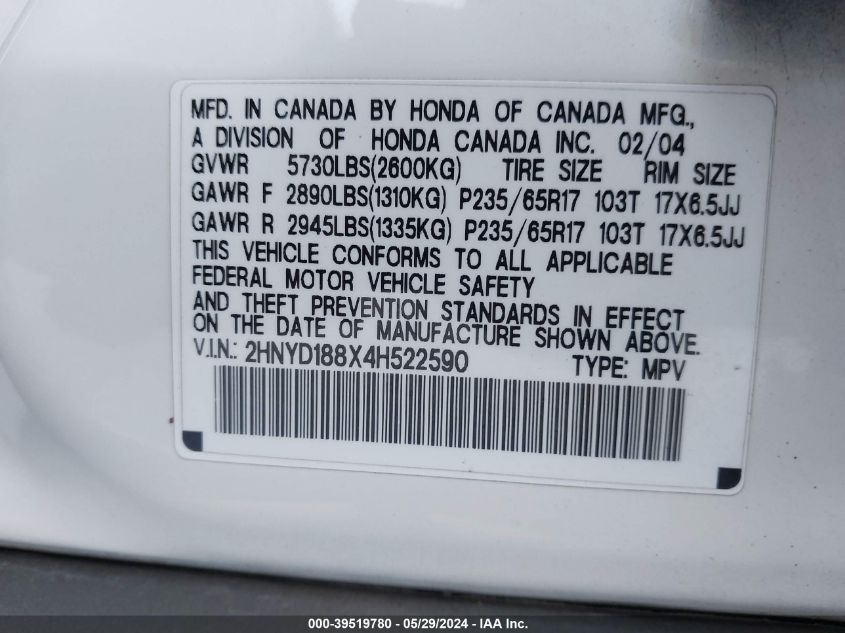 MFD. IN CANADA BY HONDA OF CANADA MFG.,
A DIVISION OF HONDA CANADA INC. 02/04
GVWR 5730LBS(2600KG) TIRE SIZE RIM SIZE
GAWR F 2890LBS(1310KG) P235/65R17 103T 17X6.5JJ
GAWR R 2945LBS(1335KG) P235/65R17 103T 17X6.5JJ
THIS VEHICLE CONFORMS TO ALL APPLICABLE
FEDERAL MOTOR VEHICLE SAFETY
AND THEFT PREVENTION STANDARDS IN EFFECT
ON THE DATE OF MANUFACTURE SHOWN ABOVE.
V.I.N.: 2HNYD188X4H522590 TYPE: MPV
000-39519780 - 05/29/2024 - IAA Inc.